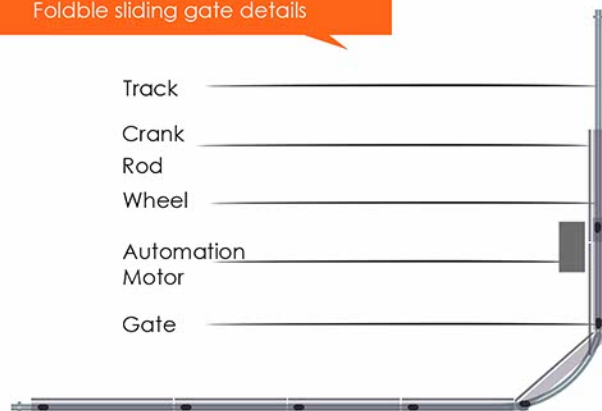 Foldble sliding gate details
Track
Crank
Rod
Wheel
Automation
Motor
Gate